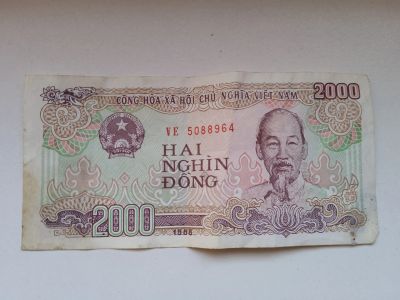 CỘNG HÒA XÃ HỘI CHỦ NGHĨA VIỆT NAM
2000
VE 5088964
HAI
NGHÌN
ĐỒNG
2000
1988